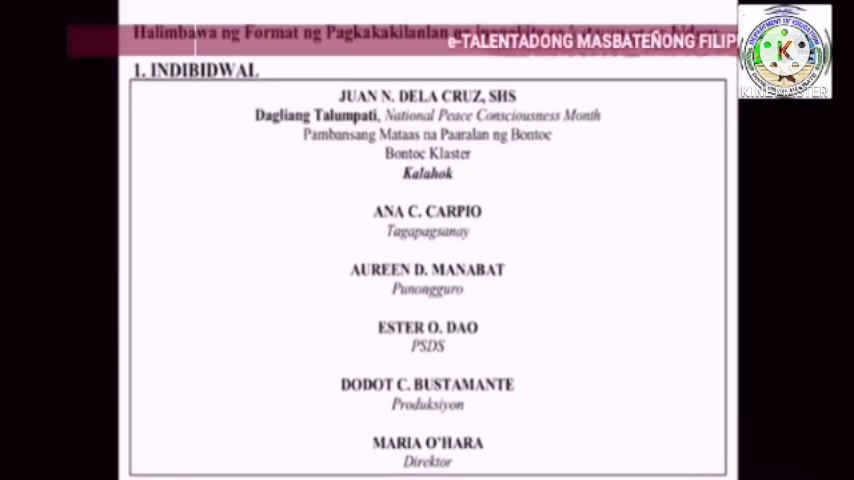 Halimbawa ng Format ng Pagkakakilanlan
e-TALENTADONG MASBATEÑONG FILIP
KINEMASTER
1. INDIBIDWAL
JUAN N. DELA CRUZ, SHS
Dagliang Talumpati, National Peace Consciousness Month
Pambansang Mataas na Paaralan ng Bontoc
Bontoc Klaster
Kalahok
ANA C. CARPIO
Tagapagsanay
AUREEN D. MANABAT
Punongguro
ESTER O. DAO
PSDS
DODOT C. BUSTAMANTE
Produksiyon
MARIA O'HARA
Direktor